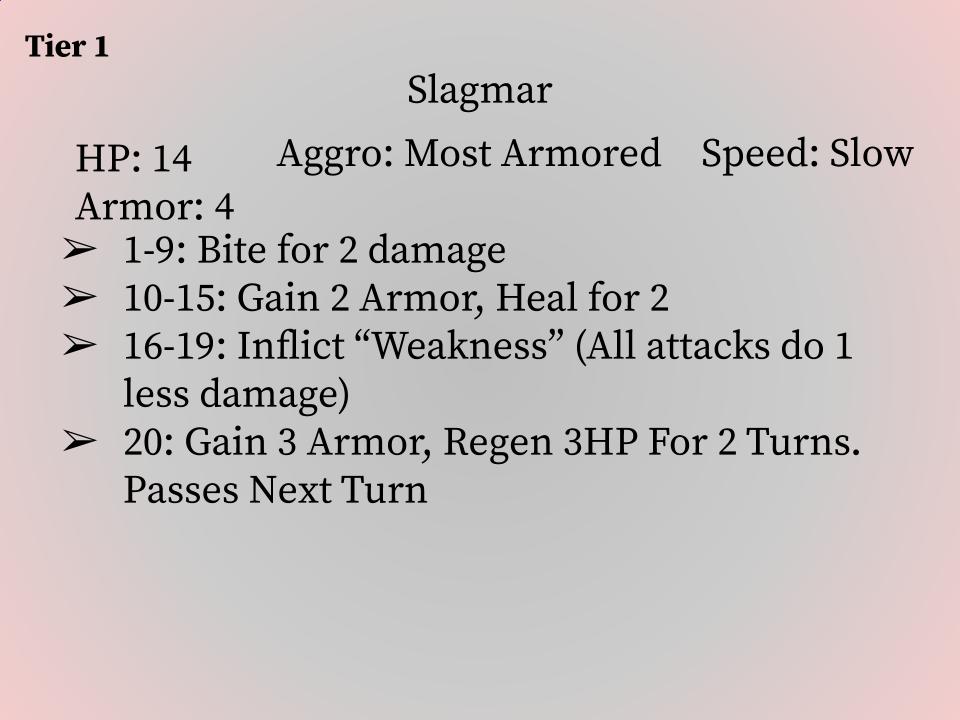 Tier 1
Slagmar
HP: 14
Armor: 4
Aggro: Most Armored
Speed: Slow
➢ 1-9: Bite for 2 damage
➢ 10-15: Gain 2 Armor, Heal for 2
➢ 16-19: Inflict “Weakness” (All attacks do 1
less damage)
➢ 20: Gain 3 Armor, Regen 3HP For 2 Turns.
Passes Next Turn